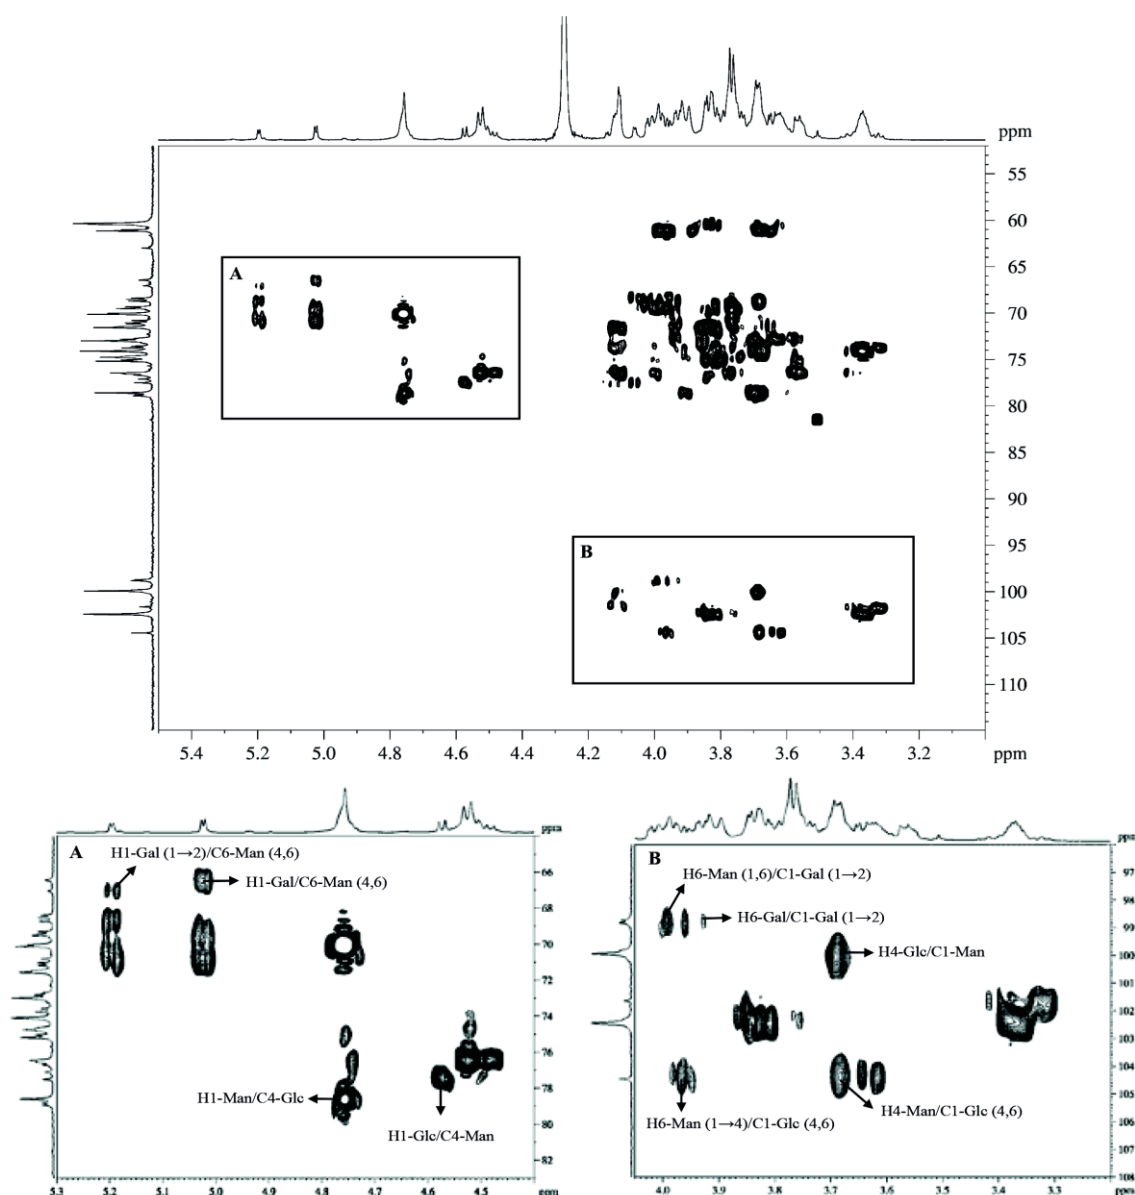 ppm
55
60
65
A
70
75
80
85
90
95
B
100
105
110
5.4 5.2 5.0 4.8 4.6 4.4 4.2 4.0 3.8 3.6 3.4 3.2 ppm
A
ppm
H1-Gal (1→2)/C6-Man (4,6)
H1-Gal/C6-Man (4,6)
66
68
70
72
74
76
78
80
82
H1-Man/C4-Glc
H1-Glc/C4-Man
5.3 5.2 5.1 5.0 4.9 4.8 4.7 4.6 4.5 ppm
B
ppm
H6-Man (1,6)/C1-Gal (1→2)
H6-Gal/C1-Gal (1→2)
H4-Glc/C1-Man
97
98
99
100
101
102
103
104
105
106
107
108
H6-Man (1→4)/C1-Glc (4,6)
H4-Man/C1-Glc (4,6)
4.0 3.9 3.8 3.7 3.6 3.5 3.4 3.3 ppm